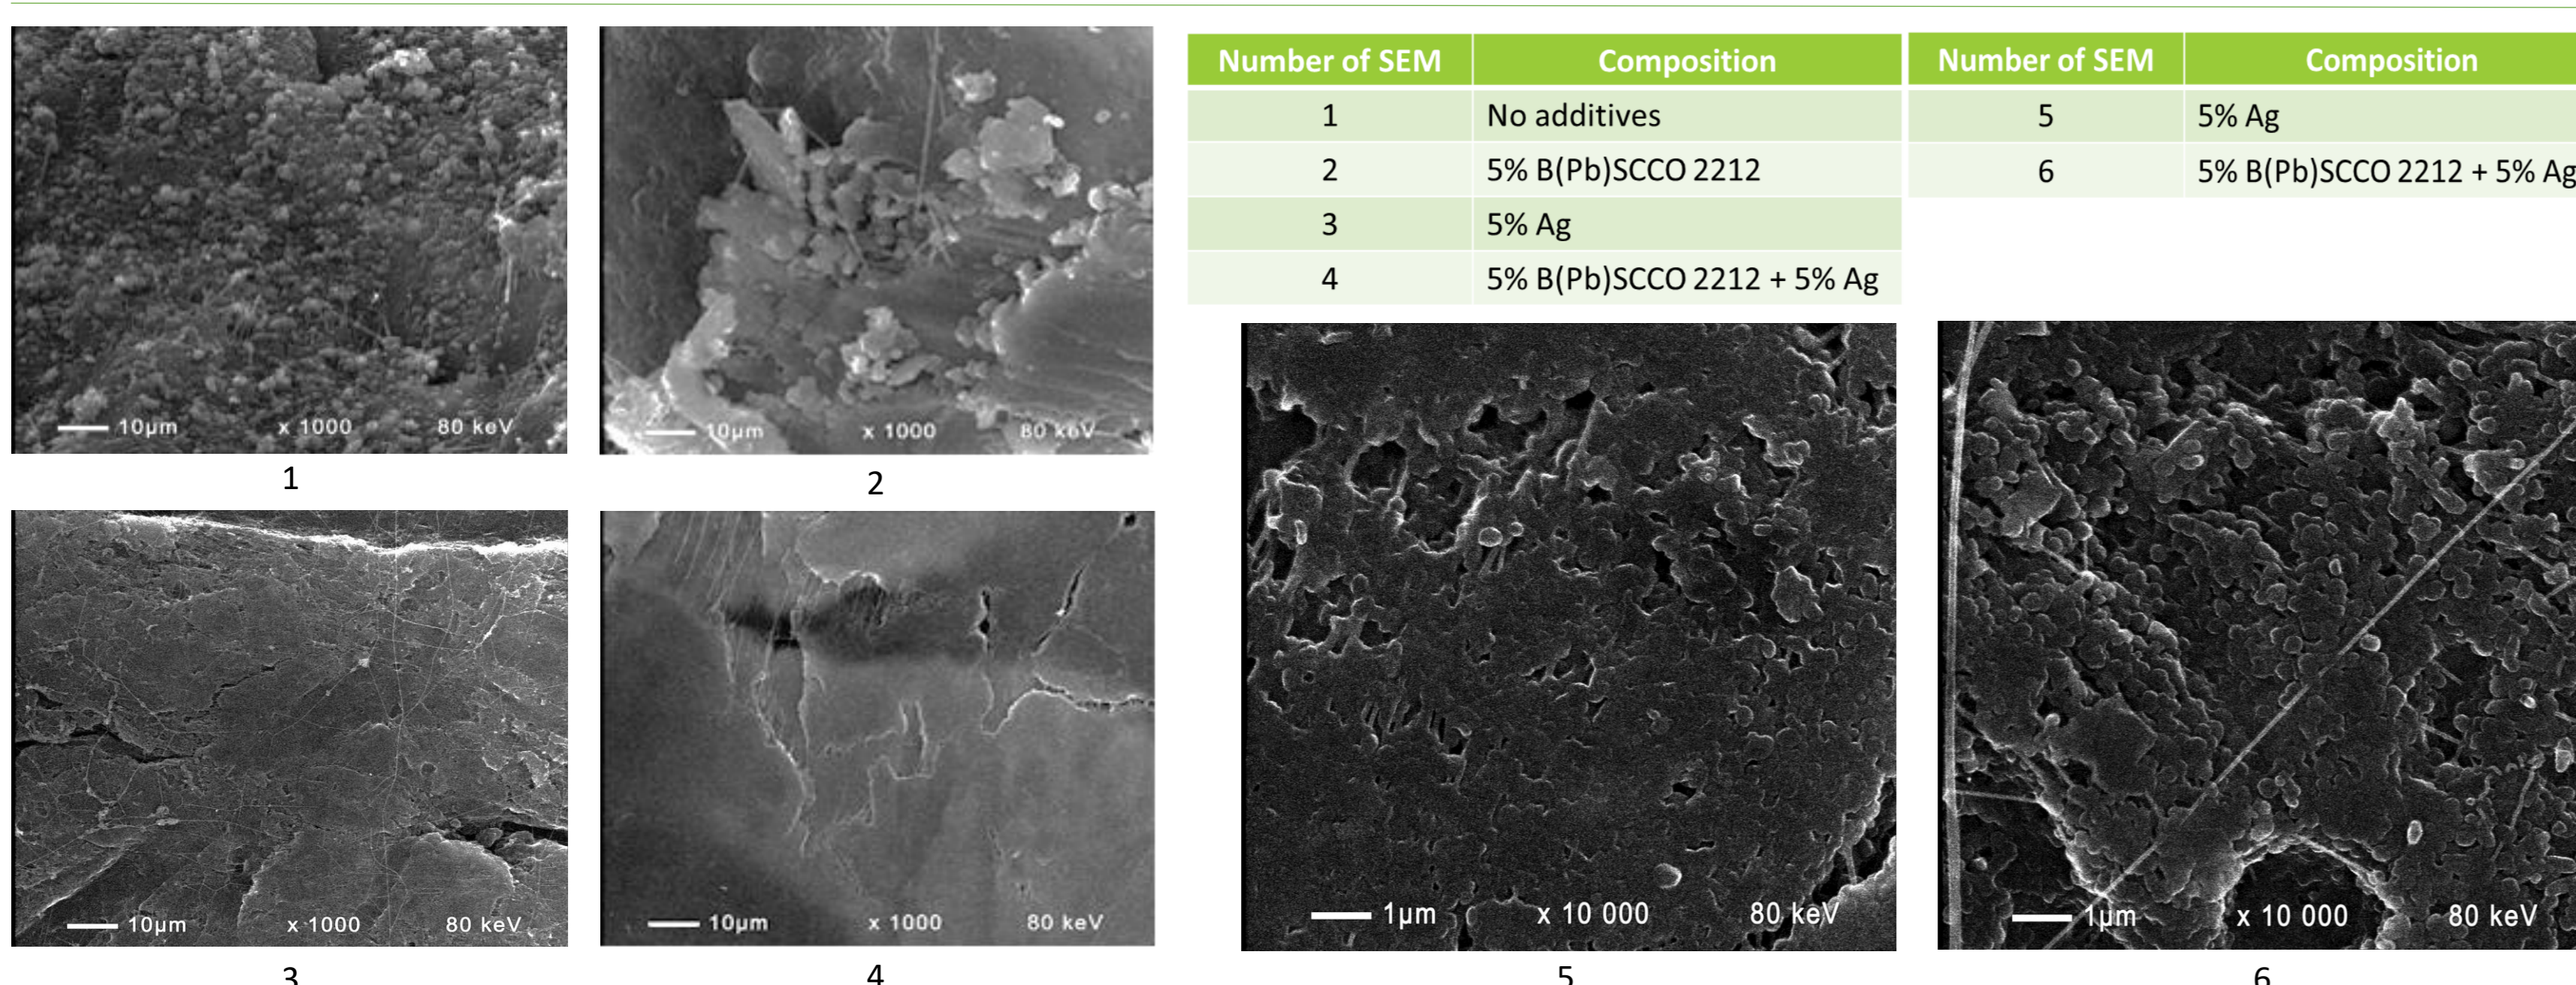 10µm x 1000 80 keV
1
10µm x 1000 80 keV
2
Number of SEM Composition
1 No additives
2 5% B(Pb)SCCO 2212
3 5% Ag
4 5% B(Pb)SCCO 2212 + 5% Ag
Number of SEM Composition
5 5% Ag
6 5% B(Pb)SCCO 2212 + 5% Ag
10µm x 1000 80 keV
3
10µm x 1000 80 keV
4
1µm x 10 000 80 keV
5
1µm x 10 000 80 keV
6